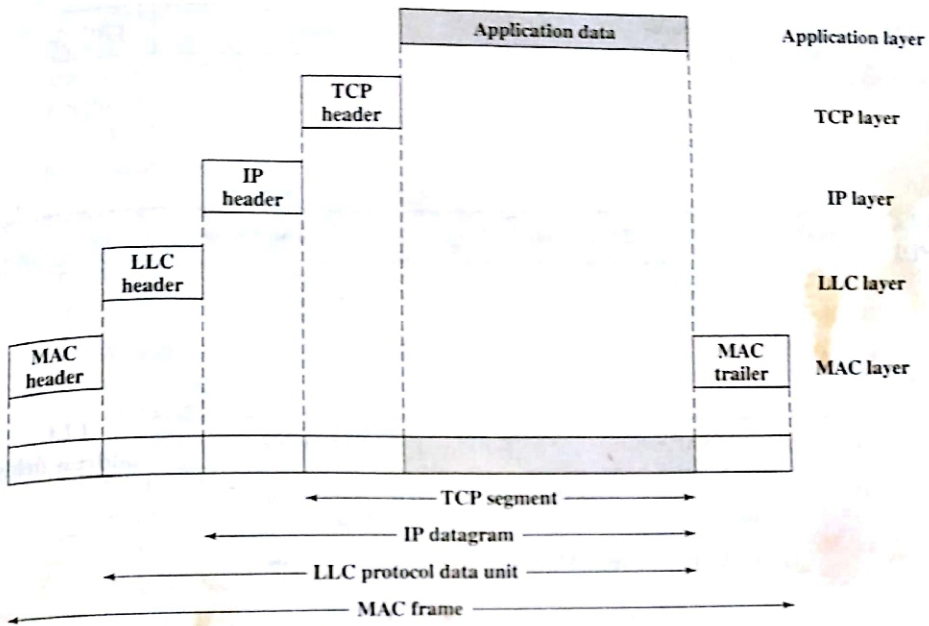 Application data
Application layer
TCP
header
TCP layer
IP
header
IP layer
LLC
header
LLC layer
MAC
header
MAC
trailer
MAC layer
TCP segment
IP datagram
LLC protocol data unit
MAC frame